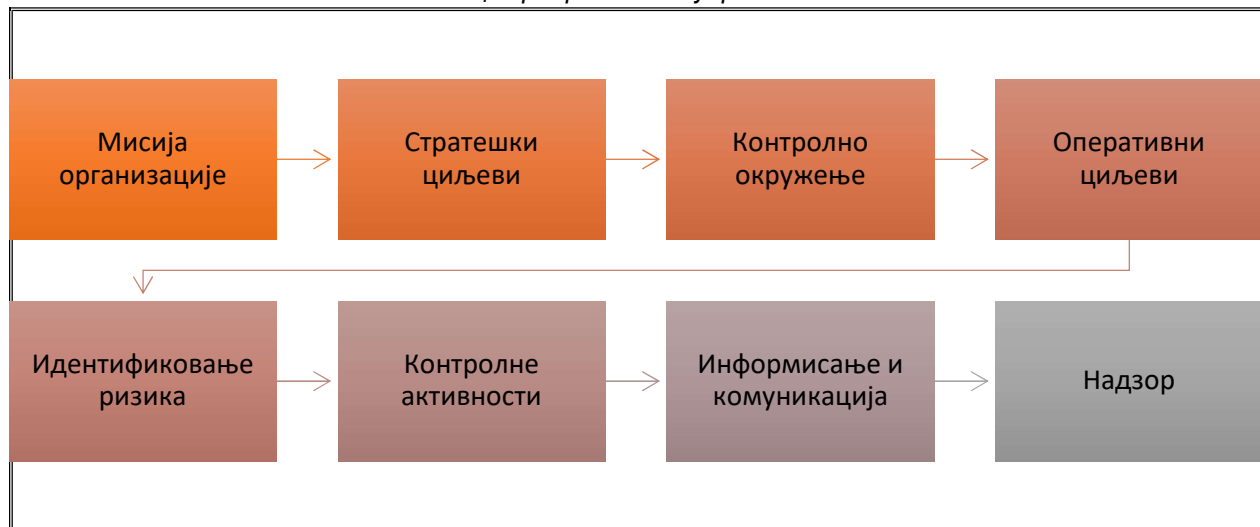 Мисија
организације
Стратешки
циљеви
Контролно
окружење
Оперативни
циљеви
Идентификовање
ризика
Контролне
активности
Информисање и
комуникација
Надзор